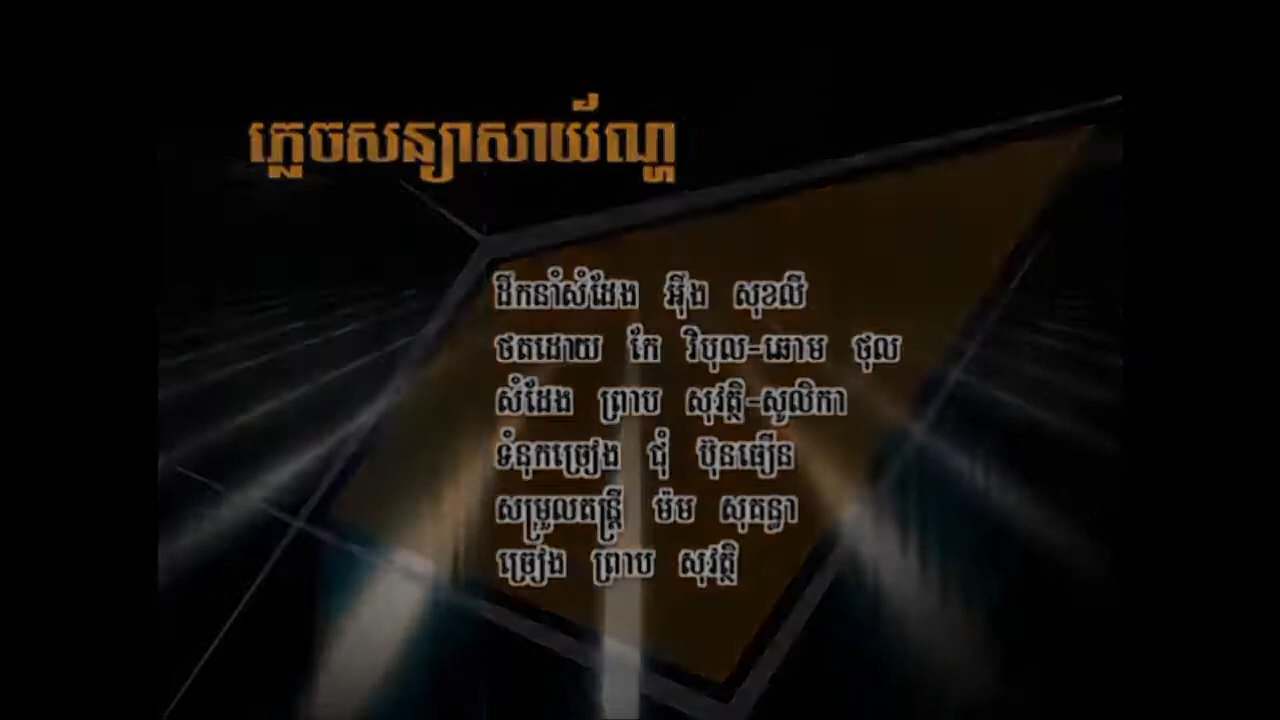 ភ្លេចសន្យាសាយ័ណ្ហ
ដឹកនាំសំដែង អ៊ីង សុខលី
ថតដោយ កែ វិបុល-ឆោម ថុល
សំដែង ព្រាប សុវត្ថិ-សូលិកា
ទំនុកច្រៀង ជុំ ប៊ុនធឿន
សម្រួលតន្ត្រី ម៉ម សុគន្ធា
ច្រៀង ព្រាប សុវត្ថិ